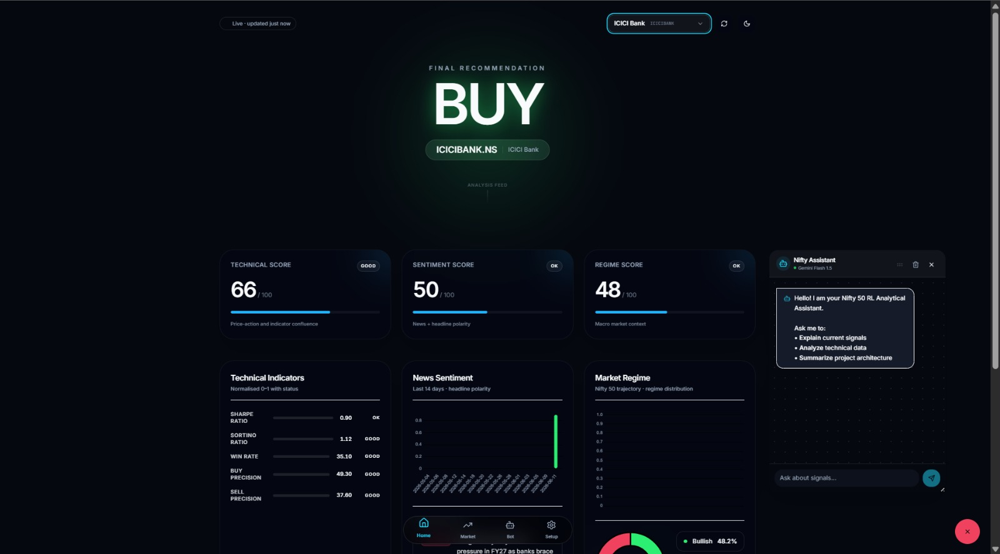 Live · updated just now
ICICI Bank ICICIBANK
FINAL RECOMMENDATION
BUY
ICICIBANK.NS ICICI Bank
ANALYSIS FEED
TECHNICAL SCORE GOOD
66 / 100
Price-action and indicator confluence
SENTIMENT SCORE OK
50 / 100
News + headline polarity
REGIME SCORE OK
48 / 100
Macro market context
Technical Indicators
Normalised 0–1 with status
SHARPE
RATIO 0.90 OK
SORTINO
RATIO 1.12 GOOD
WIN RATE 35.10 GOOD
BUY
PRECISION 49.30 GOOD
SELL
PRECISION 37.60 GOOD
News Sentiment
Last 14 days · headline polarity
0.8
0.6
0.4
0.2
0
2026-05-04 2026-05-06 2026-05-08 2026-05-12 2026-05-14 2026-05-18 2026-05-20 2026-05-22 2026-05-26 2026-05-28 2026-06-01 2026-06-03 2026-06-05 2026-06-09 2026-06-11
pressure in FY27 as banks brace
Market Regime
Nifty 50 trajectory · regime distribution
1.0
0.9
0.8
0.7
0.6
0.5
0.4
0.3
0.2
0.1
0
Bullish 48.2%
Nifty Assistant
Gemini Flash 1.5
Hello! I am your Nifty 50 RL Analytical
Assistant.
Ask me to:
• Explain current signals
• Analyze technical data
• Summarize project architecture
Ask about signals...
Home Market Bot Setup